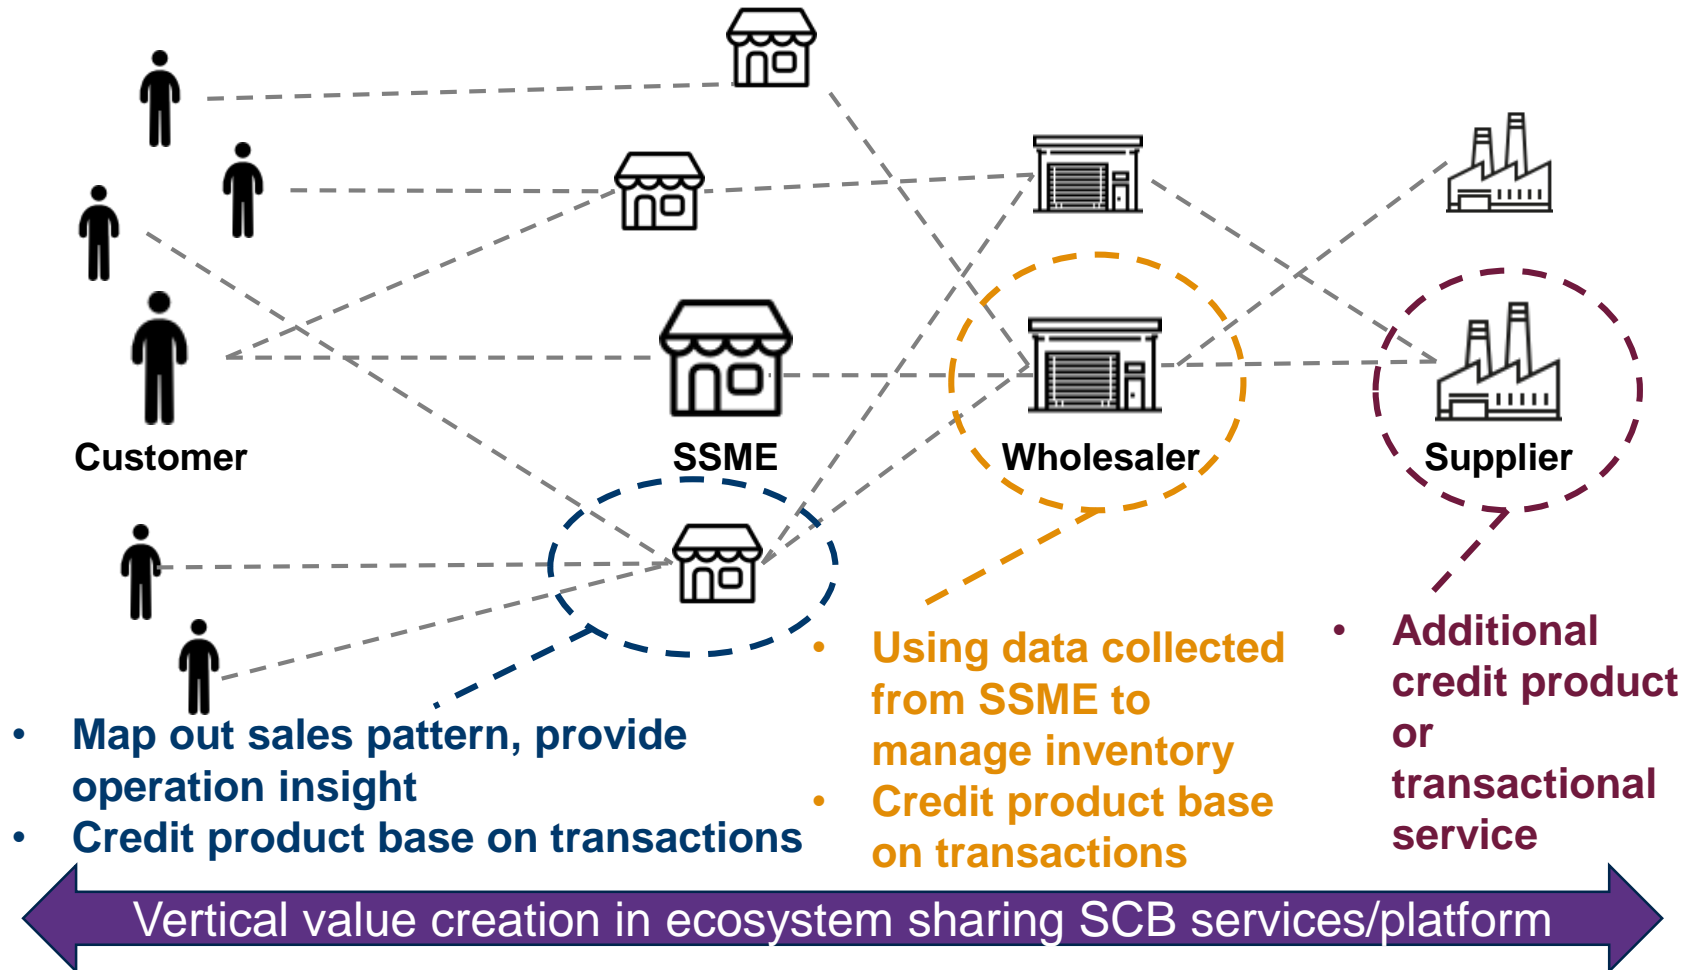 Customer
SSME
Wholesaler
Supplier
• Map out sales pattern, provide
operation insight
• Credit product base on transactions
• Using data collected
from SSME to
manage inventory
• Credit product base
on transactions
• Additional
credit product
or
transactional
service
Vertical value creation in ecosystem sharing SCB services/platform